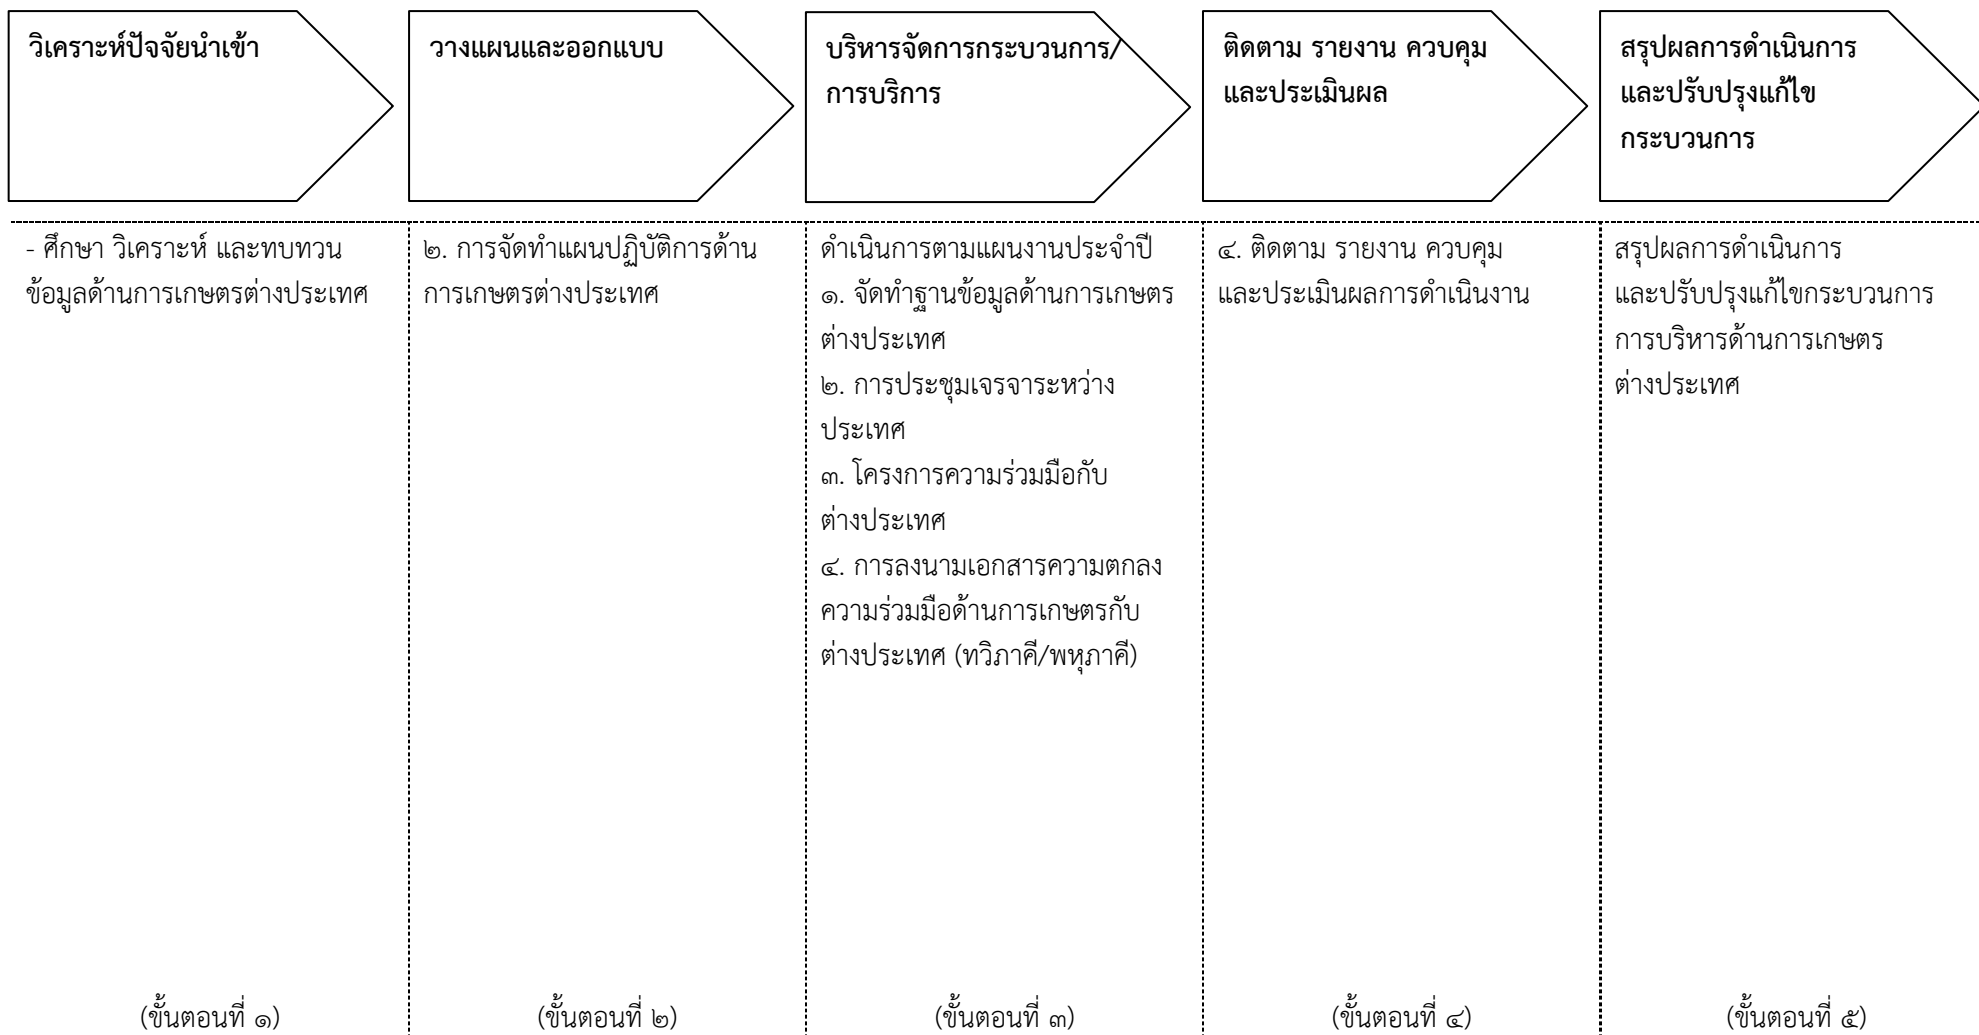 วิเคราะห์ปัจจัยนำเข้า
วางแผนและออกแบบ
บริหารจัดการกระบวนการ/
การบริการ
ติดตาม รายงาน ควบคุม
และประเมินผล
สรุปผลการดำเนินการ
และปรับปรุงแก้ไข
กระบวนการ
- ศึกษา วิเคราะห์ และทบทวน
ข้อมูลด้านการเกษตรต่างประเทศ
๒. การจัดทำแผนปฏิบัติการด้าน
การเกษตรต่างประเทศ
ดำเนินการตามแผนงานประจำปี
๑. จัดทำฐานข้อมูลด้านการเกษตร
ต่างประเทศ
๒. การประชุมเจรจาระหว่าง
ประเทศ
๓. โครงการความร่วมมือกับ
ต่างประเทศ
๔. การลงนามเอกสารความตกลง
ความร่วมมือด้านการเกษตรกับ
ต่างประเทศ (ทวิภาคี/พหุภาคี)
๔. ติดตาม รายงาน ควบคุม
และประเมินผลการดำเนินงาน
สรุปผลการดำเนินการ
และปรับปรุงแก้ไขกระบวนการ
การบริหารด้านการเกษตร
ต่างประเทศ
(ขั้นตอนที่ ๑)
(ขั้นตอนที่ ๒)
(ขั้นตอนที่ ๓)
(ขั้นตอนที่ ๔)
(ขั้นตอนที่ ๕)